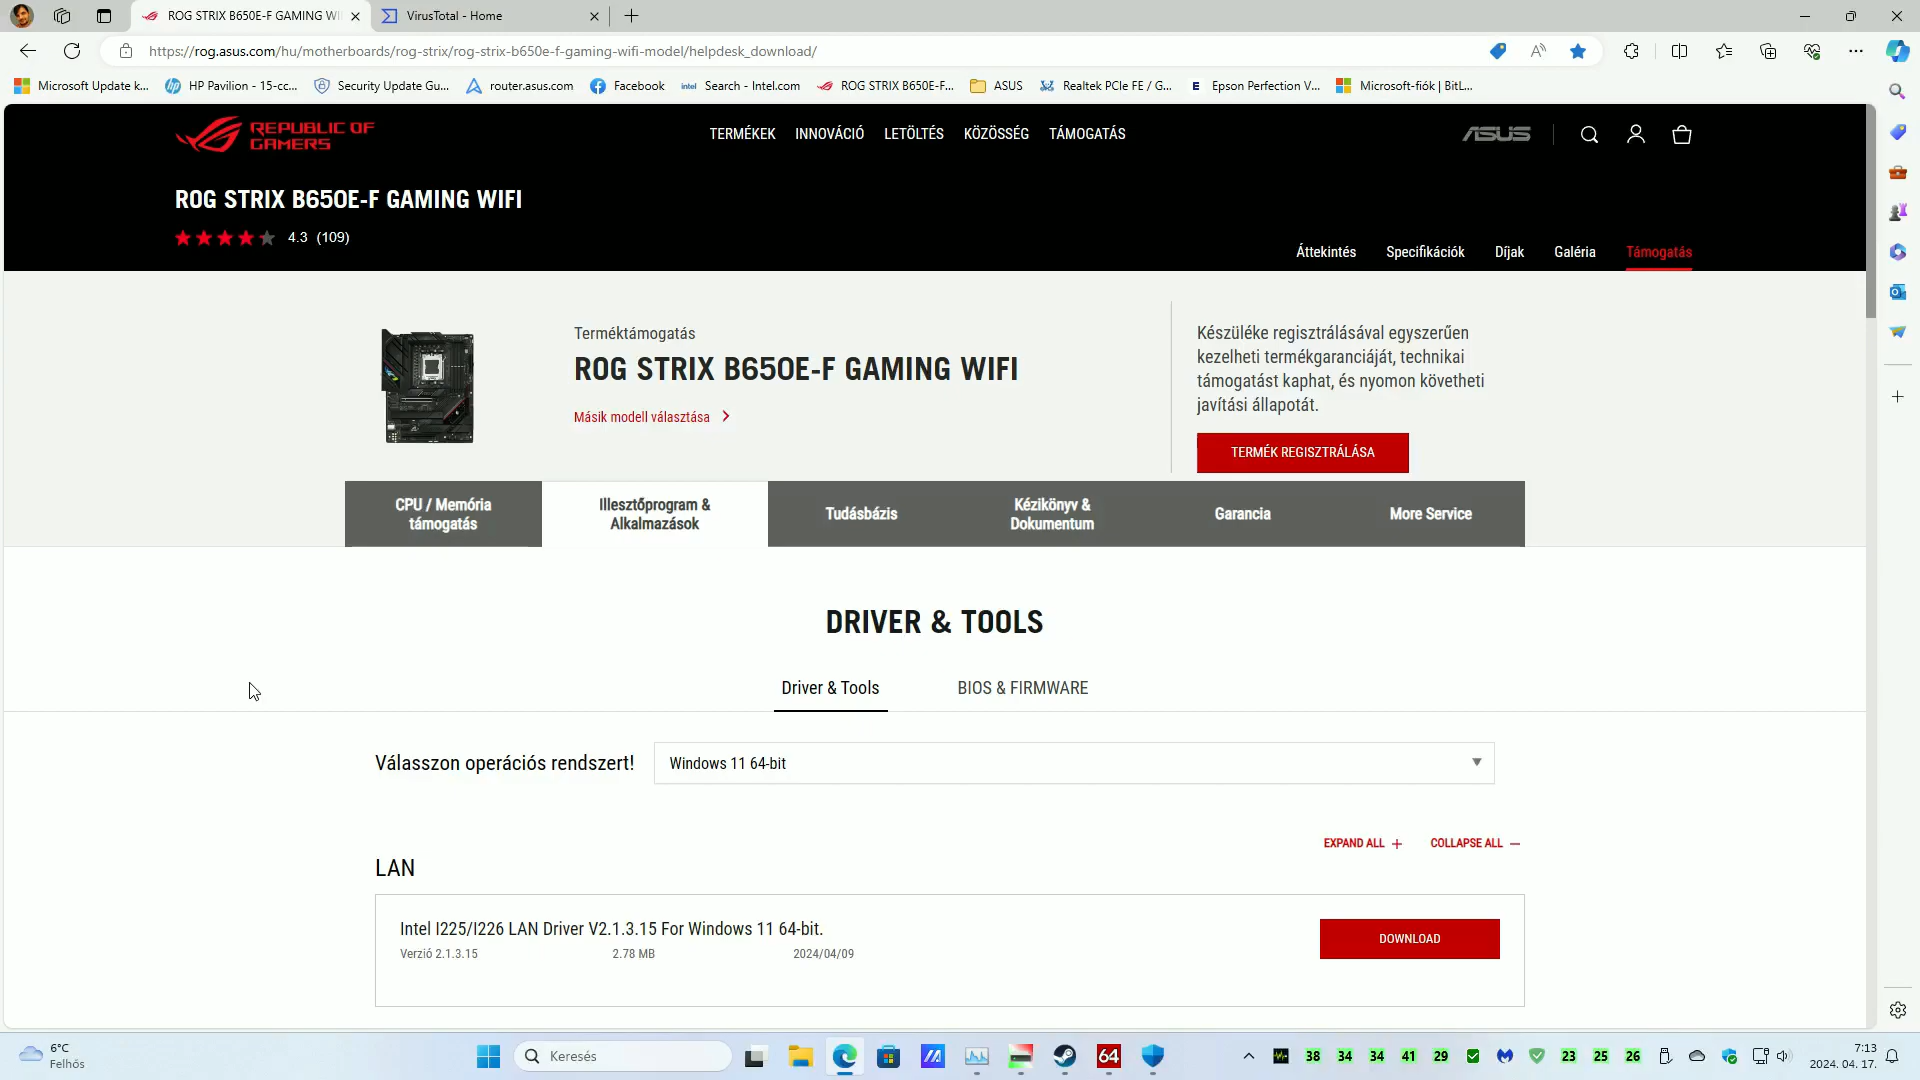 ROG STRIX B650E-F GAMING WI
VirusTotal - Home
https://rog.asus.com/hu/motherboards/rog-strix/rog-strix-b650e-f-gaming-wifi-model/helpdesk_download/
Microsoft Update k...
HP Pavilion - 15-cc...
Security Update Gu...
router.asus.com
Facebook
intel Search - Intel.com
ROG STRIX B650E-F...
ASUS
Realtek PCIe FE / G...
E Epson Perfection V...
Microsoft-fiók | BitL...
REPUBLIC OF
GAMERS
TERMÉKEK
INNOVÁCIÓ
LETÖLTÉS
KÖZÖSSÉG
TÁMOGATÁS
ASUS
ROG STRIX B650E-F GAMING WIFI
4.3 (109)
Áttekintés
Specifikációk
Díjak
Galéria
Támogatás
Terméktámogatás
ROG STRIX B650E-F GAMING WIFI
Másik modell választása
Készüléke regisztrálásával egyszerűen
kezelheti termékgaranciáját, technikai
támogatást kaphat, és nyomon követheti
javítási állapotát.
TERMÉK REGISZTRÁLÁSA
CPU / Memória
támogatás
Illesztőprogram &
Alkalmazások
Tudásbázis
Kézikönyv &
Dokumentum
Garancia
More Service
DRIVER & TOOLS
Driver & Tools
BIOS & FIRMWARE
Válasszon operációs rendszert!
Windows 11 64-bit
EXPAND ALL +
COLLAPSE ALL −
LAN
Intel I225/I226 LAN Driver V2.1.3.15 For Windows 11 64-bit.
Verzió 2.1.3.15
2.78 MB
2024/04/09
DOWNLOAD
6°C
Felhős
Keresés
64
38
34
34
41
29
23
25
26
7:13
2024. 04. 17.